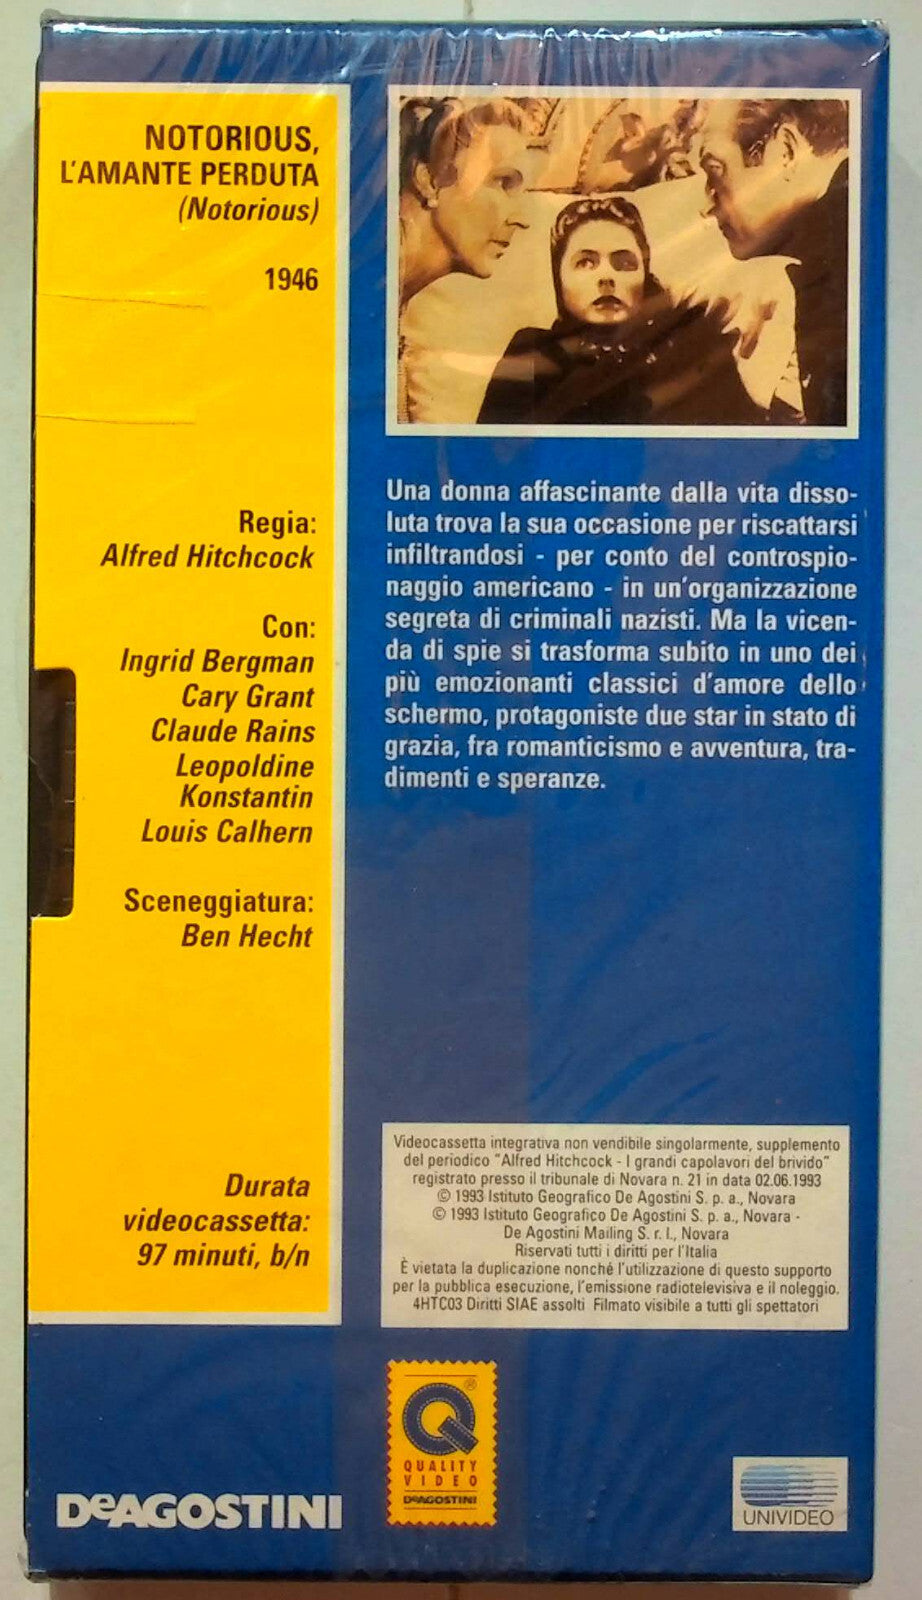 NOTORIOUS,
L'AMANTE PERDUTA
(Notorious)
1946
Regia:
Alfred Hitchcock
Con:
Ingrid Bergman
Cary Grant
Claude Rains
Leopoldine
Konstantin
Louis Calhern
Sceneggiatura:
Ben Hecht
Durata
videocassetta:
97 minuti, b/n
Una donna affascinante dalla vita disso-
luta trova la sua occasione per riscattarsi
infiltrandosi - per conto del controspio-
naggio americano - in un'organizzazione
segreta di criminali nazisti. Ma la vicen-
da di spie si trasforma subito in uno dei
più emozionanti classici d'amore dello
schermo, protagoniste due star in stato di
grazia, fra romanticismo e avventura, tra-
dimenti e speranze.
Videocassetta integrativa non vendibile singolarmente, supplemento
del periodico "Alfred Hitchcock - I grandi capolavori del brivido"
registrato presso il tribunale di Novara n. 21 in data 02.06.1993
© 1993 Istituto Geografico De Agostini S. p. a., Novara
© 1993 Istituto Geografico De Agostini S. p. a., Novara -
De Agostini Mailing S. r. l., Novara
Riservati tutti i diritti per l'Italia
È vietata la duplicazione nonché l'utilizzazione di questo supporto
per la pubblica esecuzione, l'emissione radiotelevisiva e il noleggio.
4HTC03 Diritti SIAE assolti Filmato visibile a tutti gli spettatori
DeAGOSTINI
Q®
QUALITY
VIDEO
DeAGOSTINI
UNIVIDEO